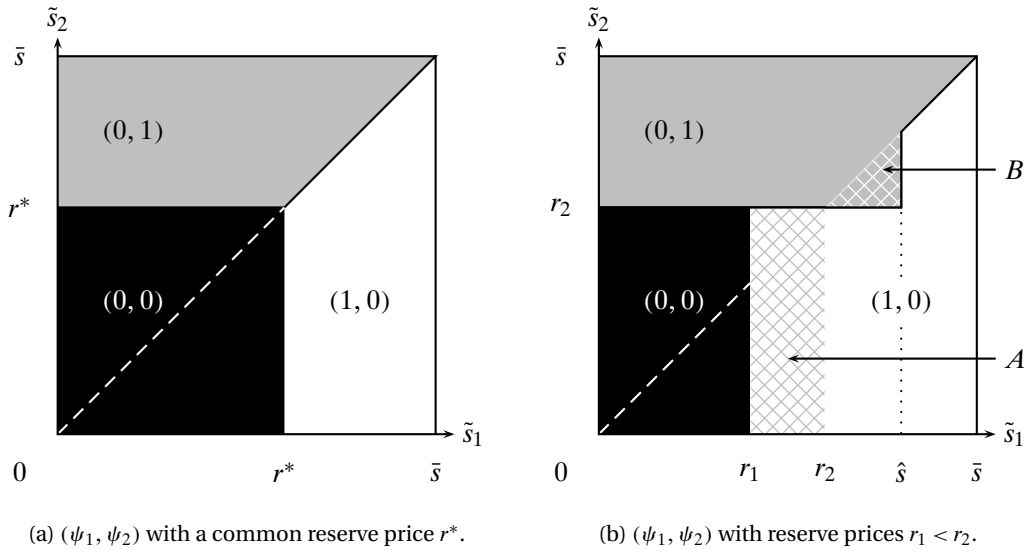 s̃₂ s̃₂
s̄ s̄
(0, 1) (0, 1)
B
r* r₂
(0, 0) (1, 0) (0, 0) (1, 0)
A
s̃₁ s̃₁
0 r* s̄ 0 r₁ r₂ ŝ s̄
(a) (ψ₁, ψ₂) with a common reserve price r*. (b) (ψ₁, ψ₂) with reserve prices r₁ < r₂.